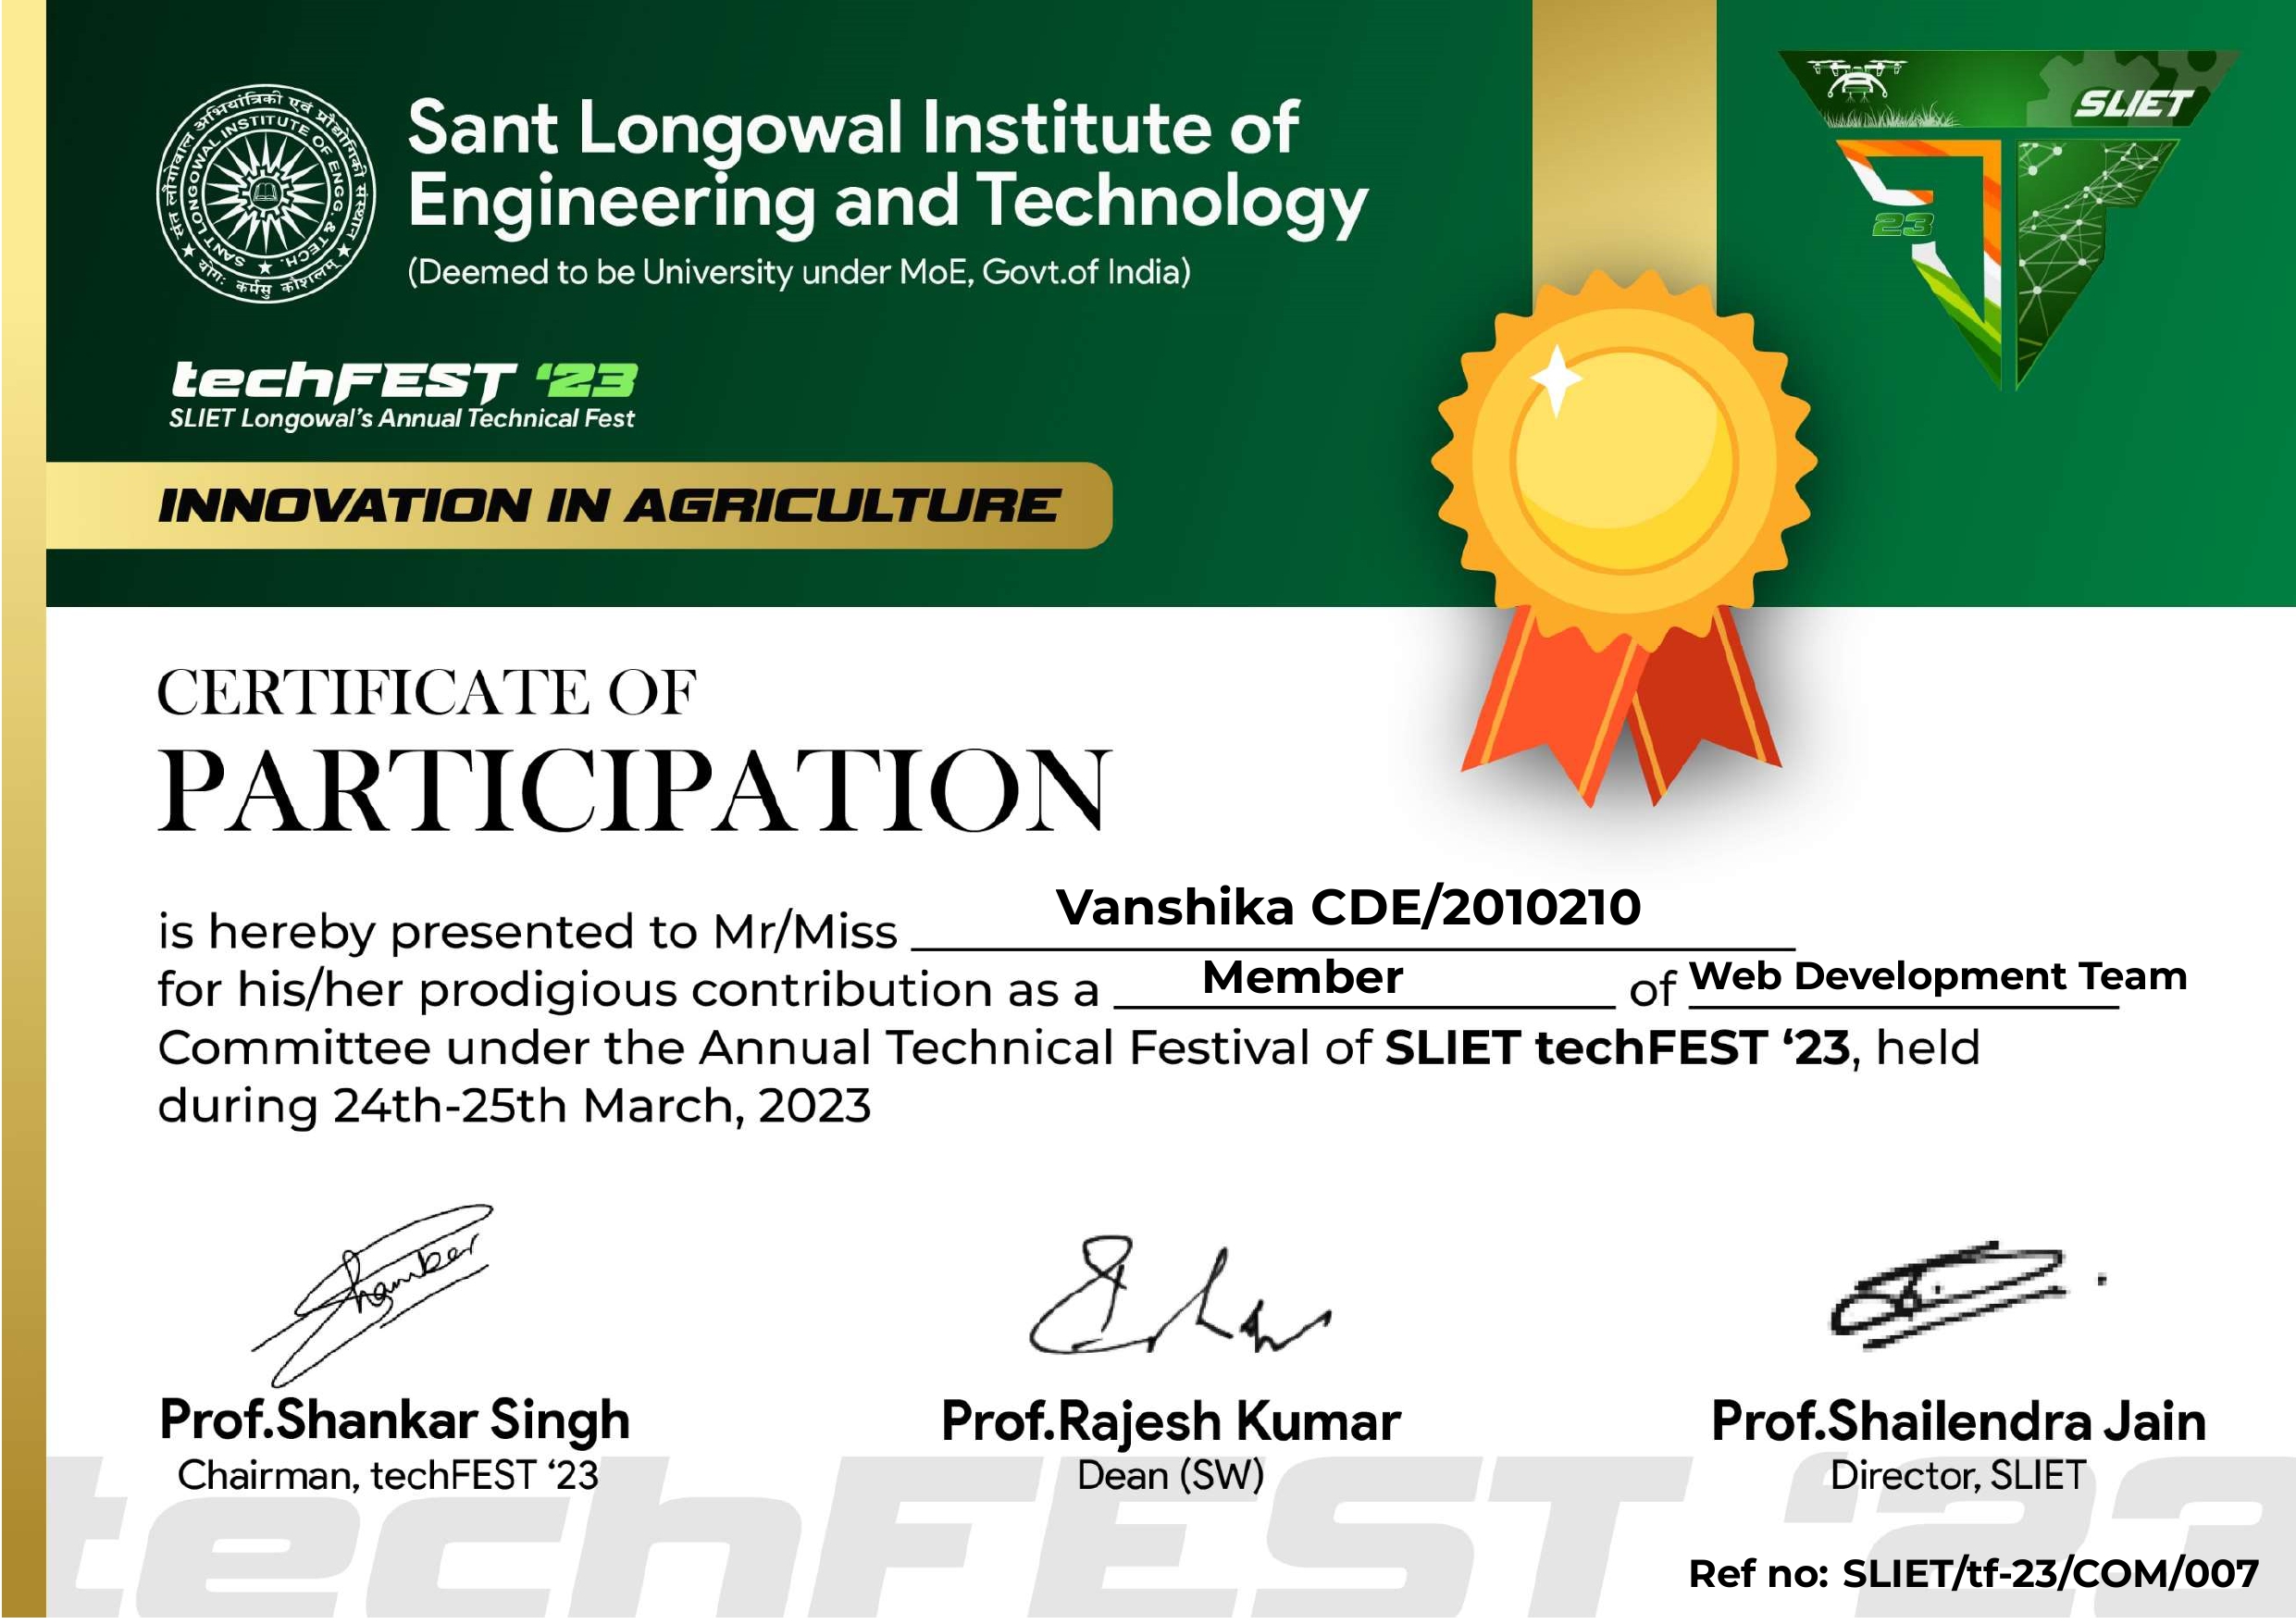 संत लौंगोवाल अभियांत्रिकी एवं प्रौद्योगिकी संस्थान
SANT LONGOWAL INSTITUTE OF ENGG. & TECH.
योगः कर्मसु कौशलम्
Sant Longowal Institute of
Engineering and Technology
(Deemed to be University under MoE, Govt.of India)
SLIET
23
techFEST ‘23
SLIET Longowal’s Annual Technical Fest
INNOVATION IN AGRICULTURE
CERTIFICATE OF
PARTICIPATION
is hereby presented to Mr/Miss Vanshika CDE/2010210
for his/her prodigious contribution as a Member of Web Development Team
Committee under the Annual Technical Festival of SLIET techFEST ‘23, held
during 24th-25th March, 2023
Prof.Shankar Singh
Chairman, techFEST ‘23
Prof.Rajesh Kumar
Dean (SW)
Prof.Shailendra Jain
Director, SLIET
techFEST ‘23
Ref no: SLIET/tf-23/COM/007